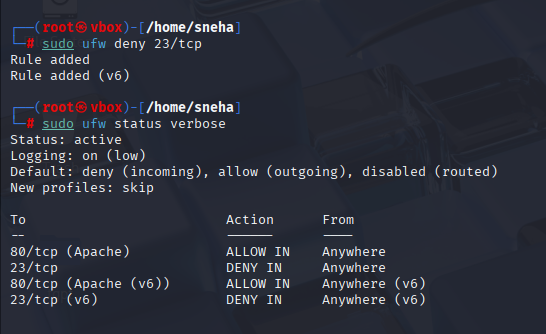 ┌──(root㉿vbox)-[/home/sneha]
└─# sudo ufw deny 23/tcp
Rule added
Rule added (v6)
┌──(root㉿vbox)-[/home/sneha]
└─# sudo ufw status verbose
Status: active
Logging: on (low)
Default: deny (incoming), allow (outgoing), disabled (routed)
New profiles: skip
To                         Action      From
--                         ------      ----
80/tcp (Apache)            ALLOW IN    Anywhere
23/tcp                     DENY IN     Anywhere
80/tcp (Apache (v6))       ALLOW IN    Anywhere (v6)
23/tcp (v6)                DENY IN     Anywhere (v6)